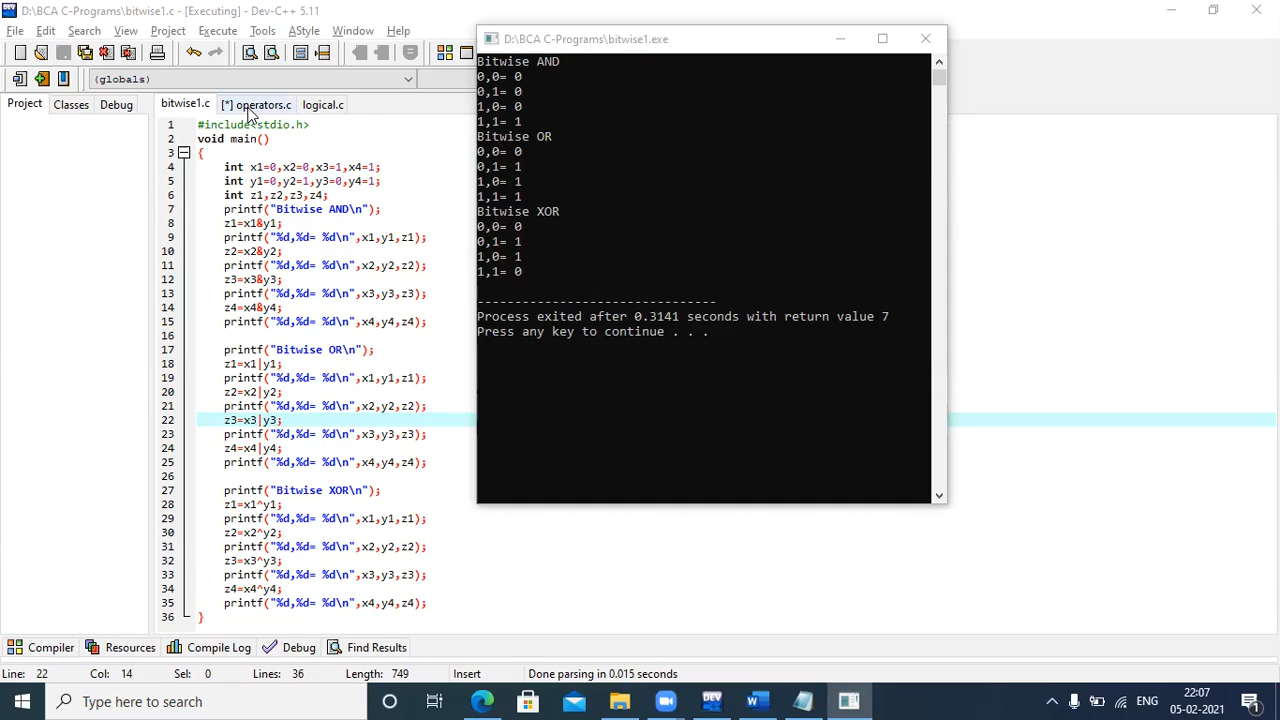 D:\BCA C-Programs\bitwise1.c - [Executing] - Dev-C++ 5.11
File Edit Search View Project Execute Tools AStyle Window Help
(globals)
Project Classes Debug
bitwise1.c [*] operators.c logical.c
1 #include<stdio.h>
2 void main()
3 {
4 int x1=0,x2=0,x3=1,x4=1;
5 int y1=0,y2=1,y3=0,y4=1;
6 int z1,z2,z3,z4;
7 printf("Bitwise AND\n");
8 z1=x1&y1;
9 printf("%d,%d= %d\n",x1,y1,z1);
10 z2=x2&y2;
11 printf("%d,%d= %d\n",x2,y2,z2);
12 z3=x3&y3;
13 printf("%d,%d= %d\n",x3,y3,z3);
14 z4=x4&y4;
15 printf("%d,%d= %d\n",x4,y4,z4);
16
17 printf("Bitwise OR\n");
18 z1=x1|y1;
19 printf("%d,%d= %d\n",x1,y1,z1);
20 z2=x2|y2;
21 printf("%d,%d= %d\n",x2,y2,z2);
22 z3=x3|y3;
23 printf("%d,%d= %d\n",x3,y3,z3);
24 z4=x4|y4;
25 printf("%d,%d= %d\n",x4,y4,z4);
26
27 printf("Bitwise XOR\n");
28 z1=x1^y1;
29 printf("%d,%d= %d\n",x1,y1,z1);
30 z2=x2^y2;
31 printf("%d,%d= %d\n",x2,y2,z2);
32 z3=x3^y3;
33 printf("%d,%d= %d\n",x3,y3,z3);
34 z4=x4^y4;
35 printf("%d,%d= %d\n",x4,y4,z4);
36 }
D:\BCA C-Programs\bitwise1.exe
Bitwise AND
0,0= 0
0,1= 0
1,0= 0
1,1= 1
Bitwise OR
0,0= 0
0,1= 1
1,0= 1
1,1= 1
Bitwise XOR
0,0= 0
0,1= 1
1,0= 1
1,1= 0
--------------------------------
Process exited after 0.3141 seconds with return value 7
Press any key to continue . . .
Compiler Resources Compile Log Debug Find Results
Line: 22 Col: 14 Sel: 0 Lines: 36 Length: 749 Insert Done parsing in 0.015 seconds
Type here to search
ENG
22:07
05-02-2021
1